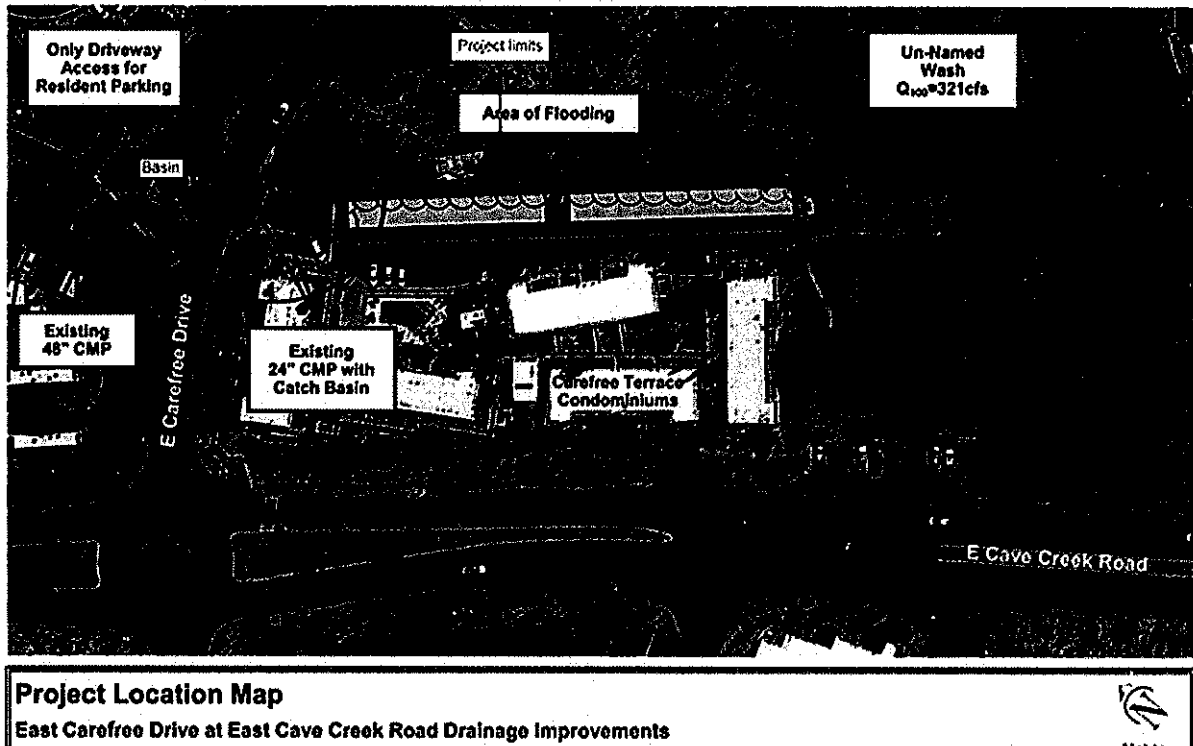 Only Driveway
Access for
Resident Parking
Project limits
Area of Flooding
Un-Named
Wash
Q₁₀₀=321cfs
Basin
E Carefree Drive
Existing
48" CMP
Existing
24" CMP with
Catch Basin
Carefree Terrace
Condominiums
E Cave Creek Road
Project Location Map
East Carefree Drive at East Cave Creek Road Drainage Improvements